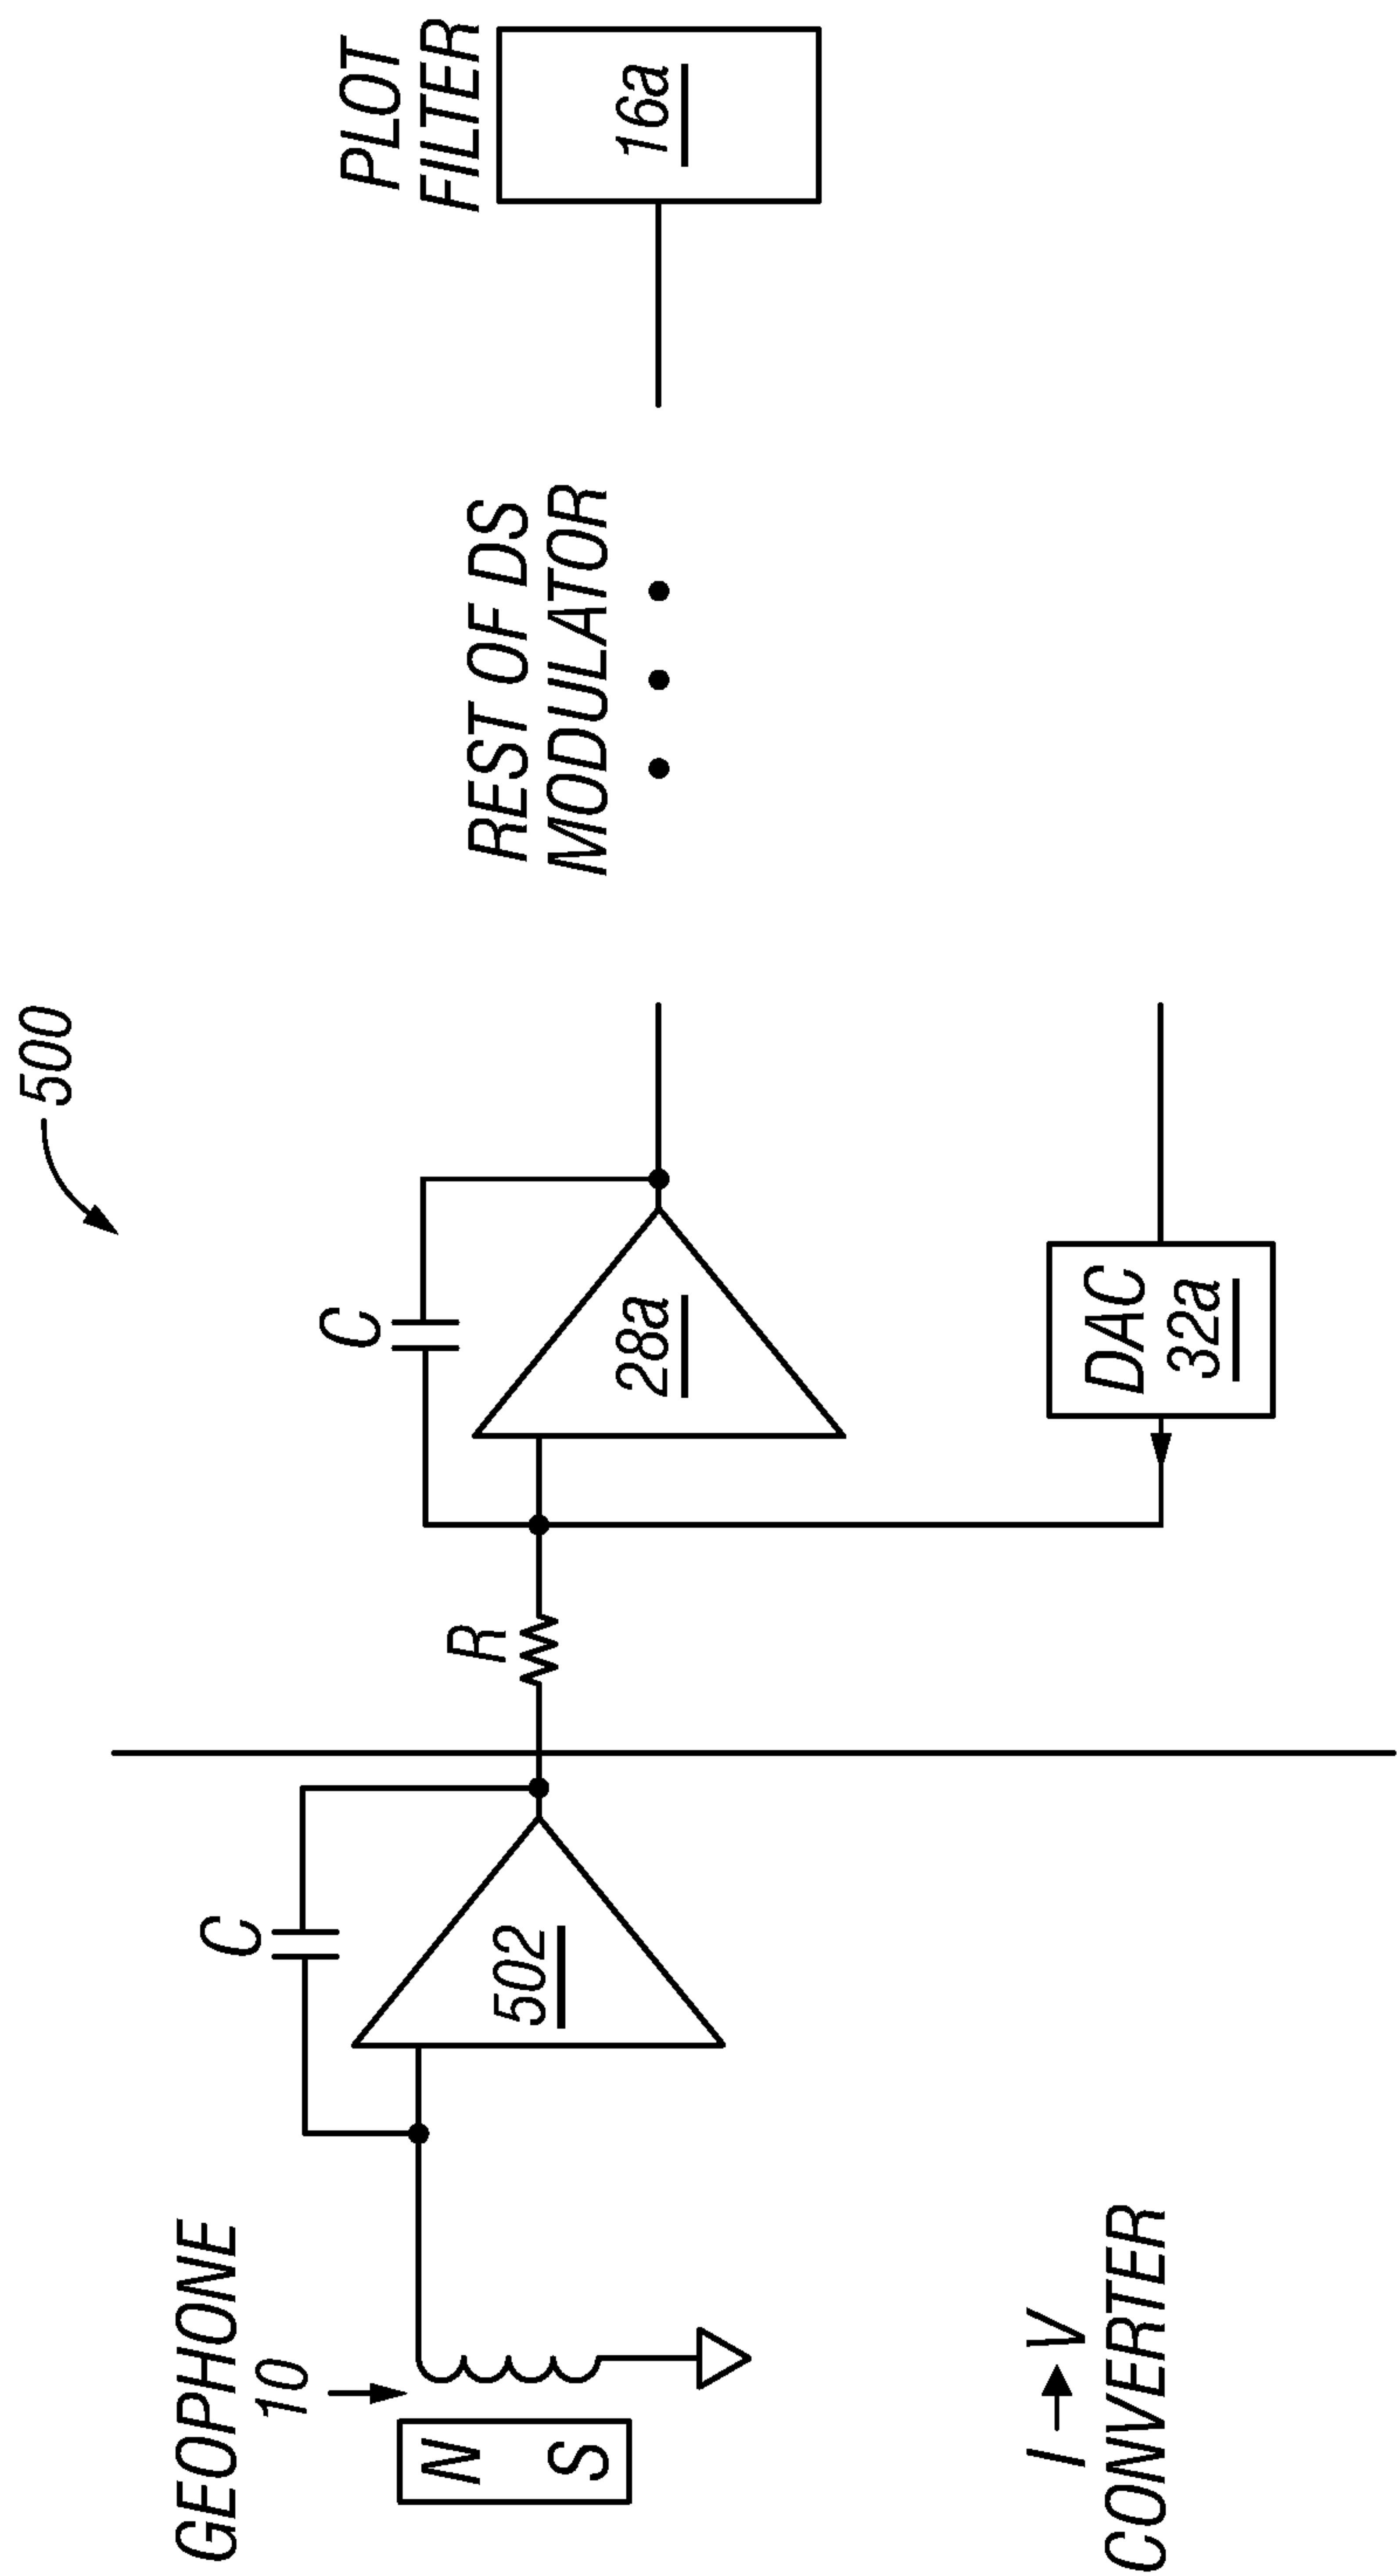 500
GEOPHONE
10
N
S
C
502
R
C
28a
REST OF DS
MODULATOR
PLOT
FILTER
16a
I → V
CONVERTER
DAC
32a